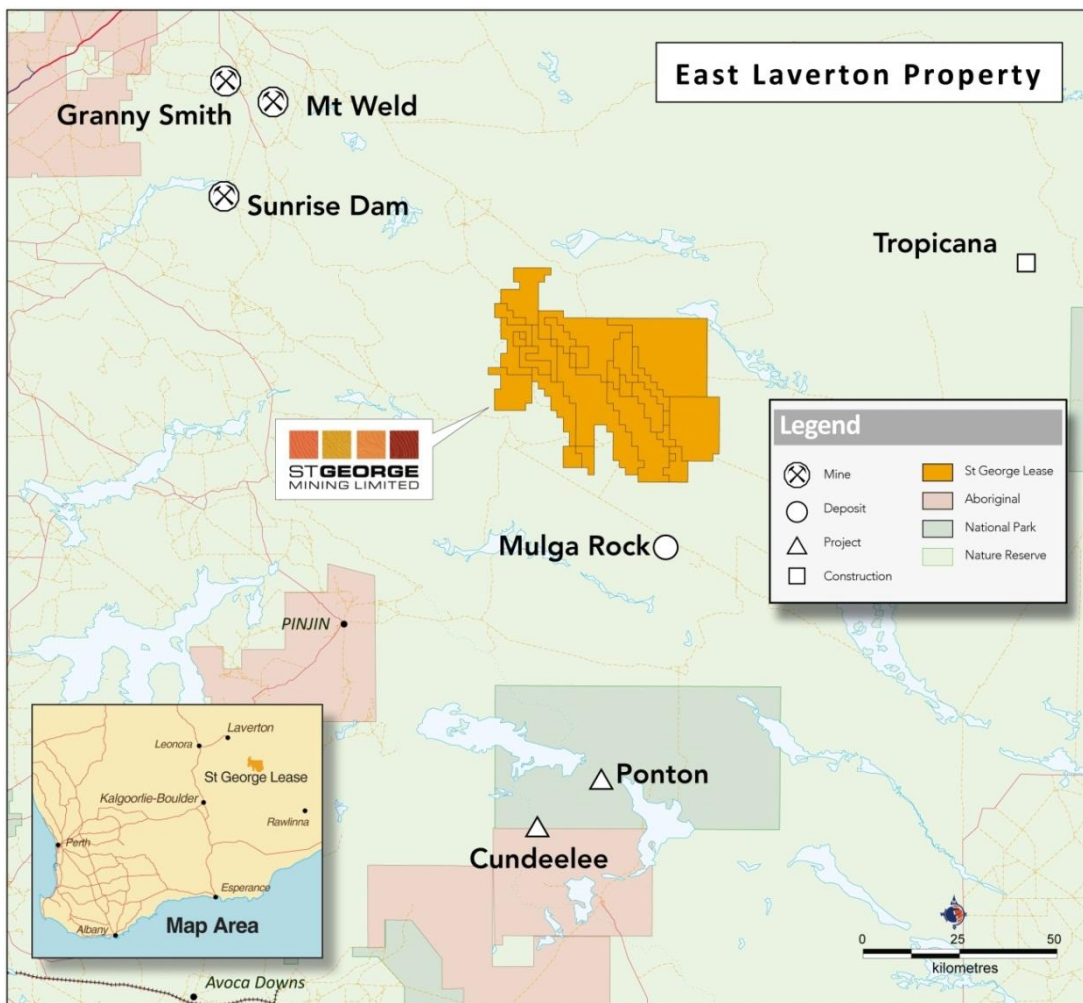 East Laverton Property
Granny Smith
Mt Weld
Sunrise Dam
Tropicana
STGEORGE
MINING LIMITED
Legend
Mine
Deposit
Project
Construction
St George Lease
Aboriginal
National Park
Nature Reserve
Mulga Rock
PINJIN
Ponton
Cundeelee
Laverton
Leonora
St George Lease
Kalgoorlie-Boulder
Rawlinna
Perth
Esperance
Albany
Map Area
Avoca Downs
0 25 50
kilometres